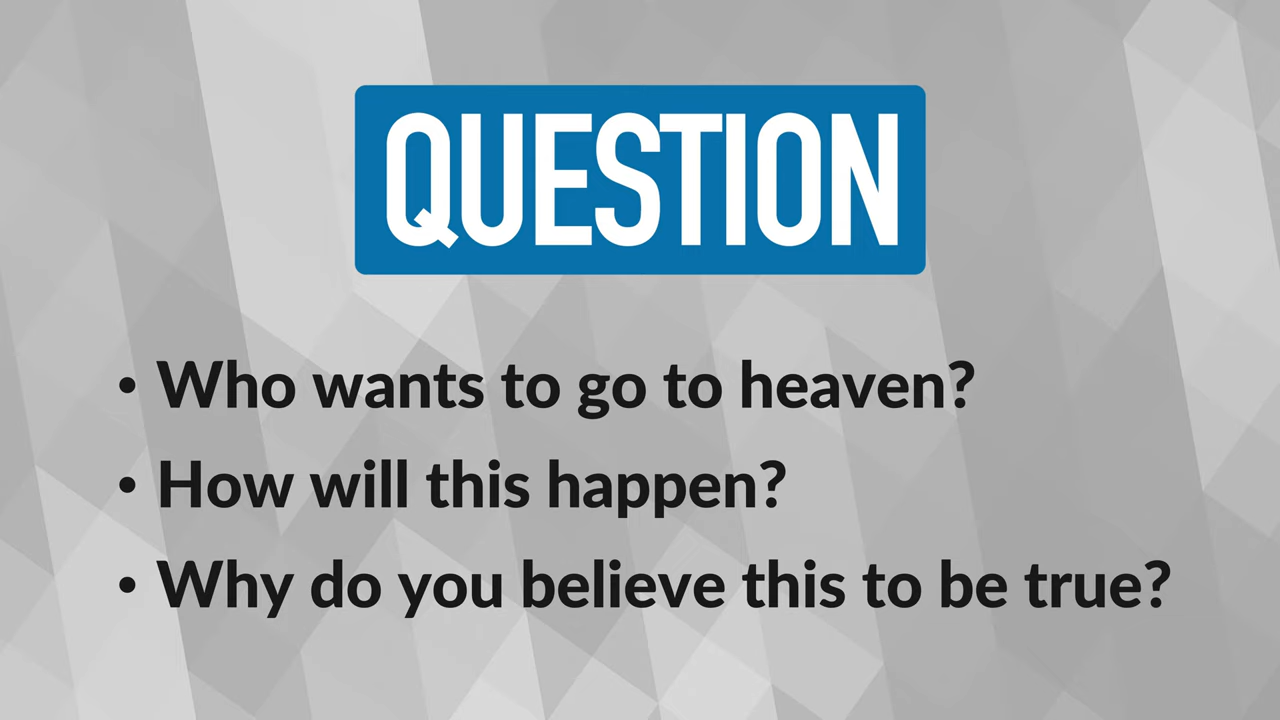 QUESTION
• Who wants to go to heaven?
• How will this happen?
• Why do you believe this to be true?